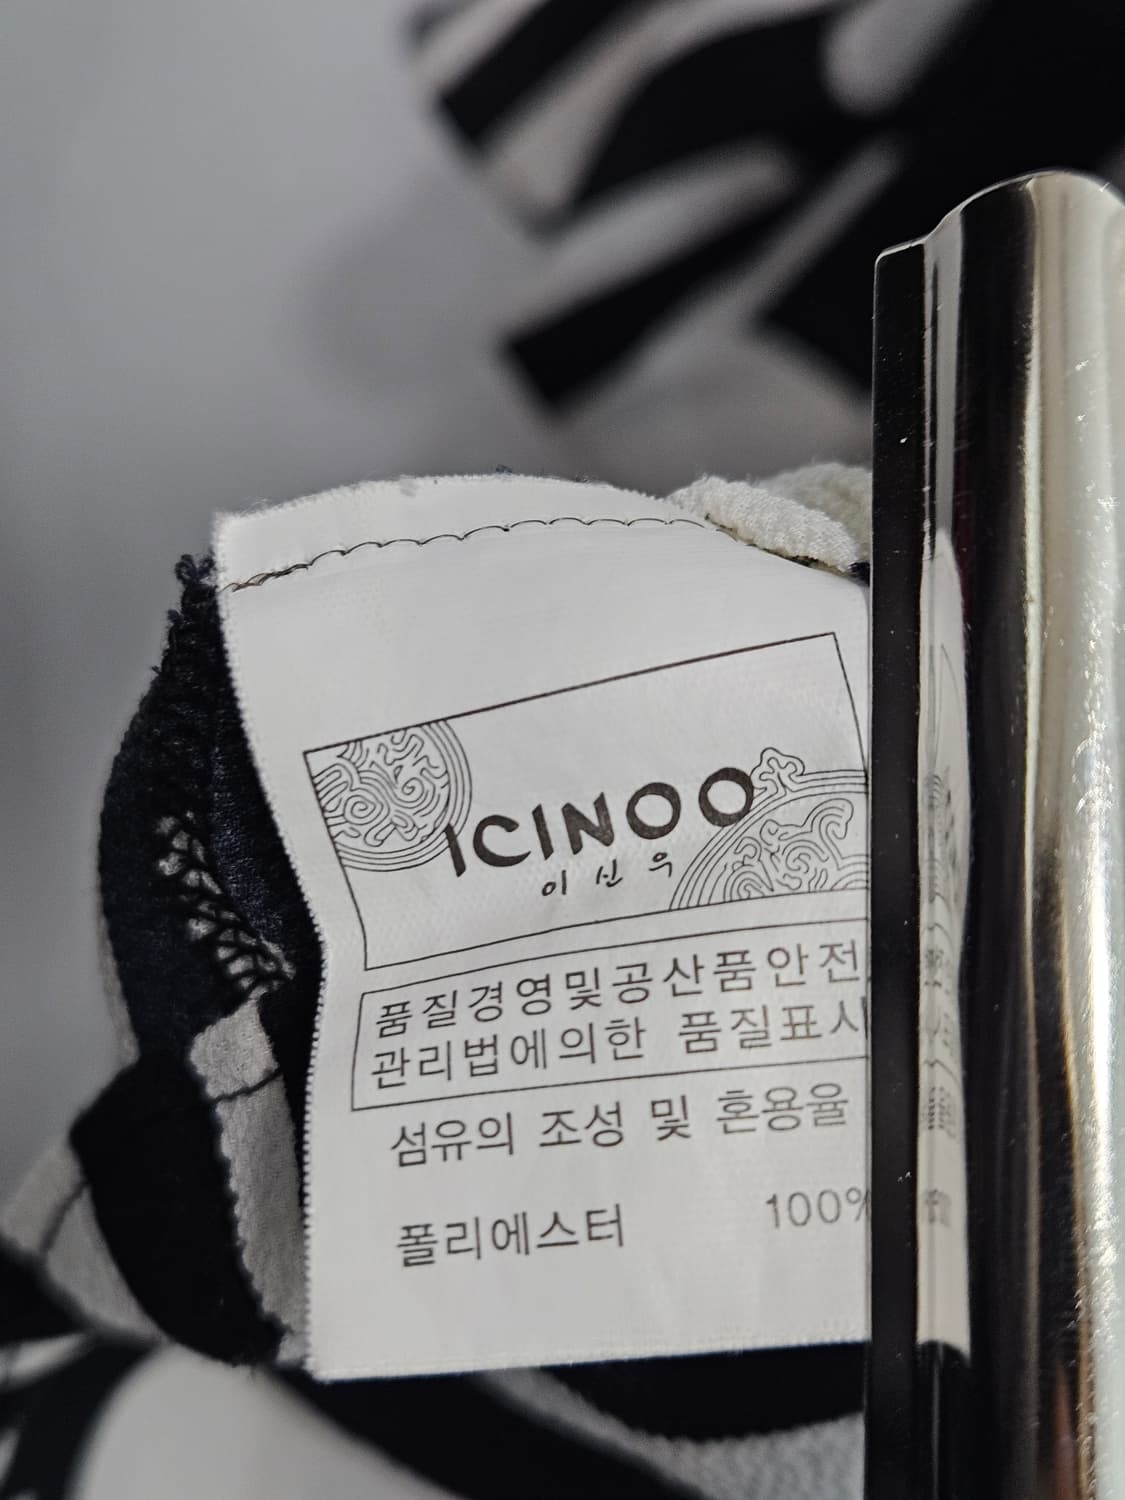 ICINOO
이 신 우
품질경영및공산품안전
관리법에의한 품질표시
섬유의 조성 및 혼용율
폴리에스터 100%